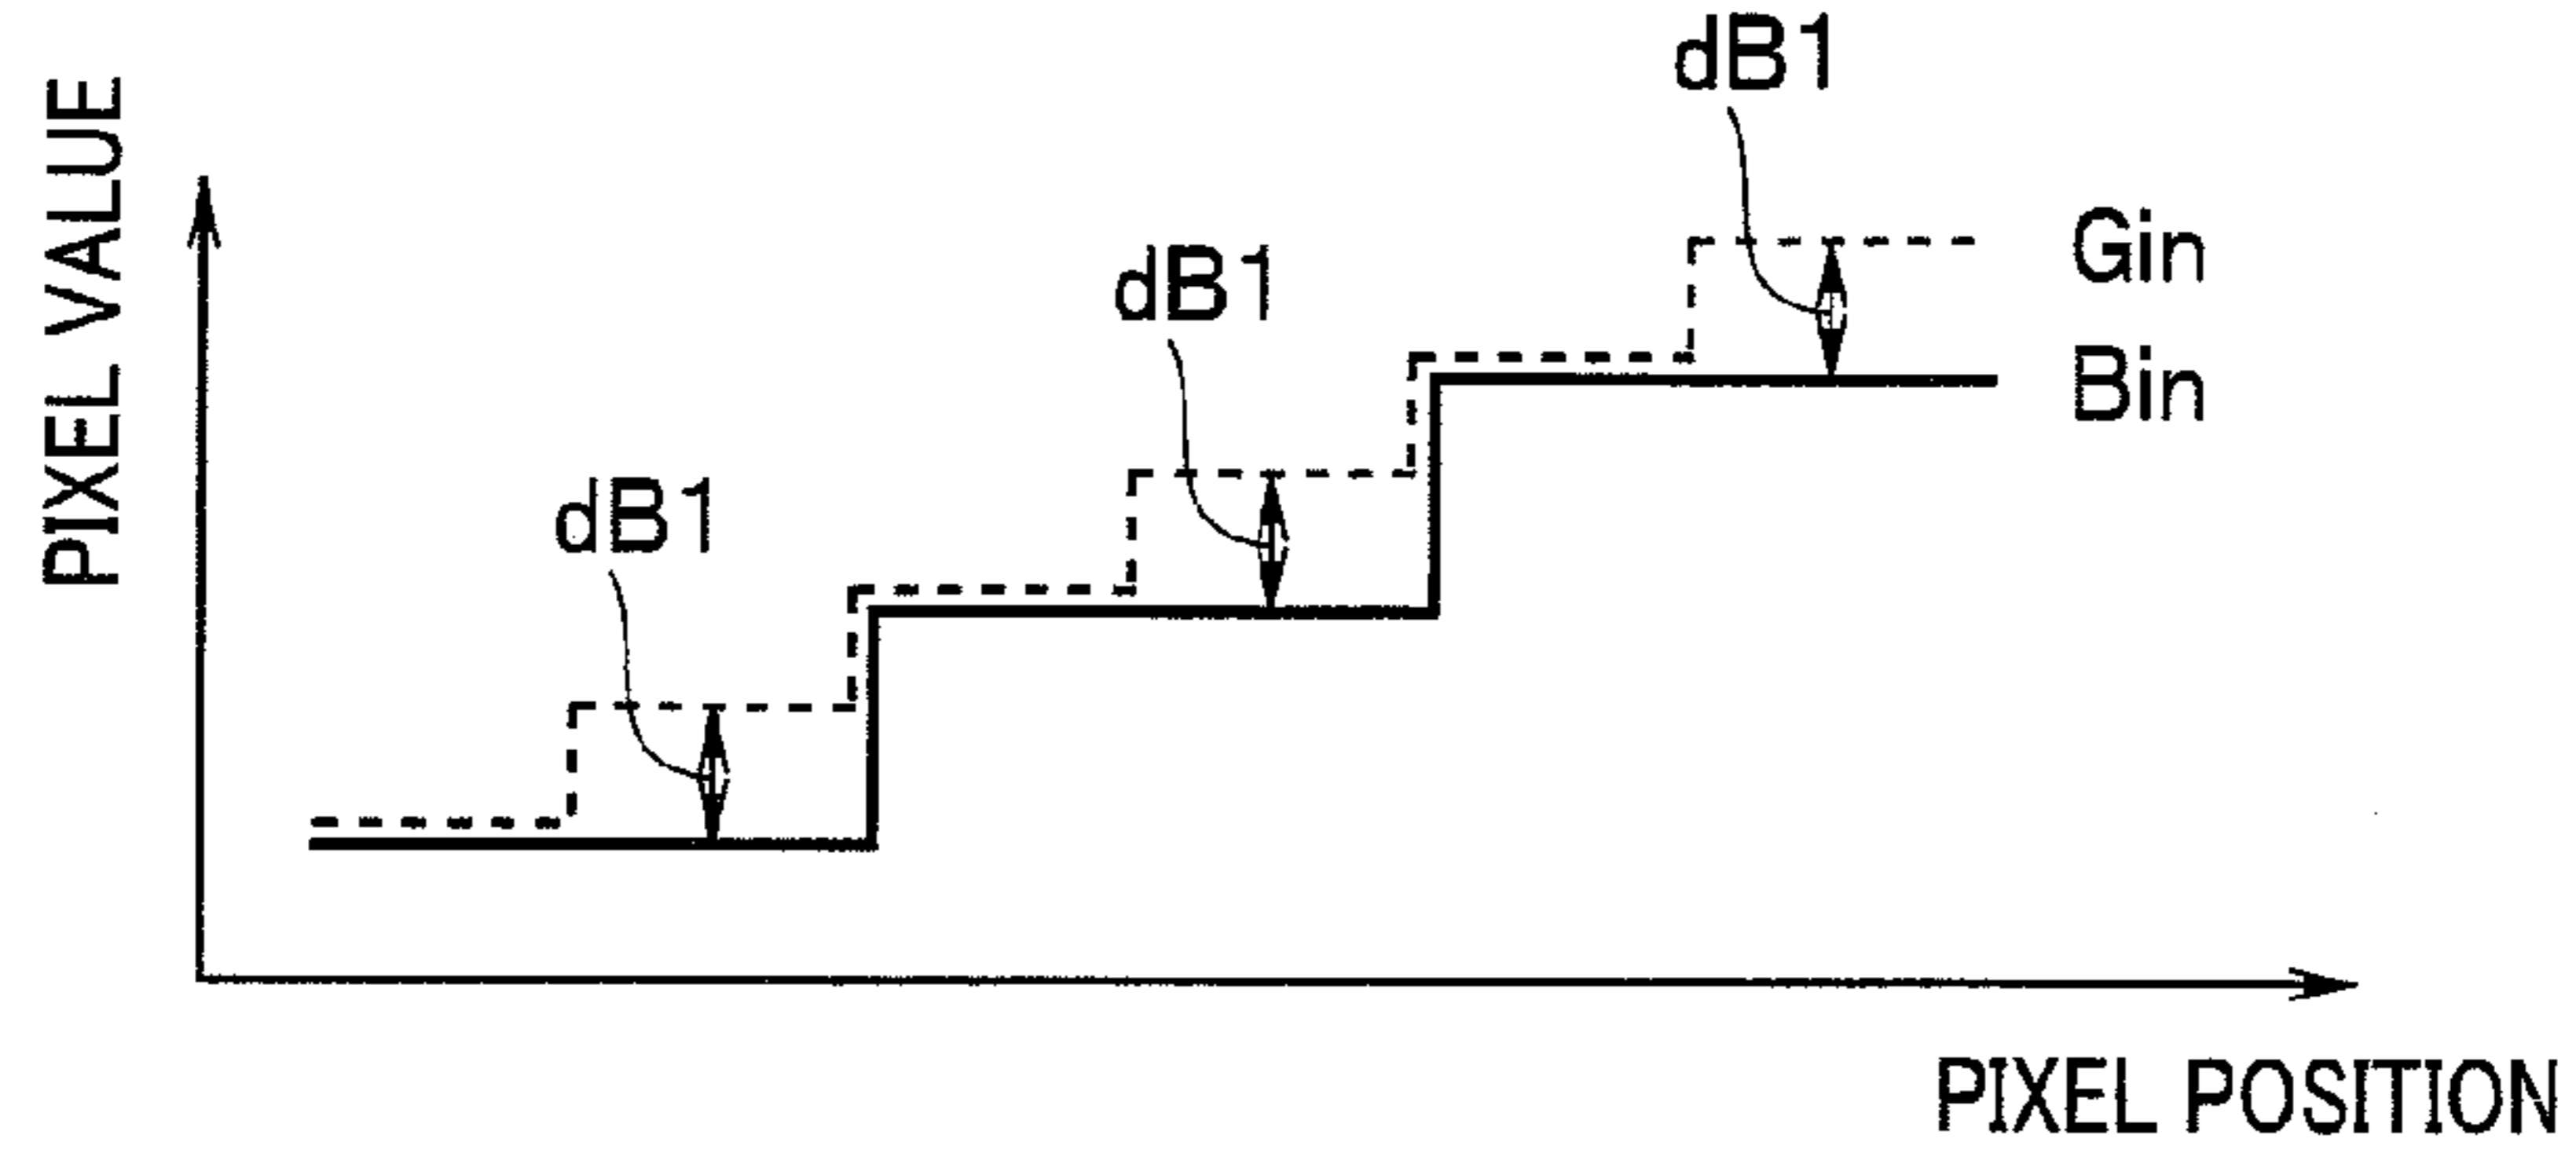 dB1
PIXEL VALUE
Gin
dB1
Bin
dB1
PIXEL POSITION